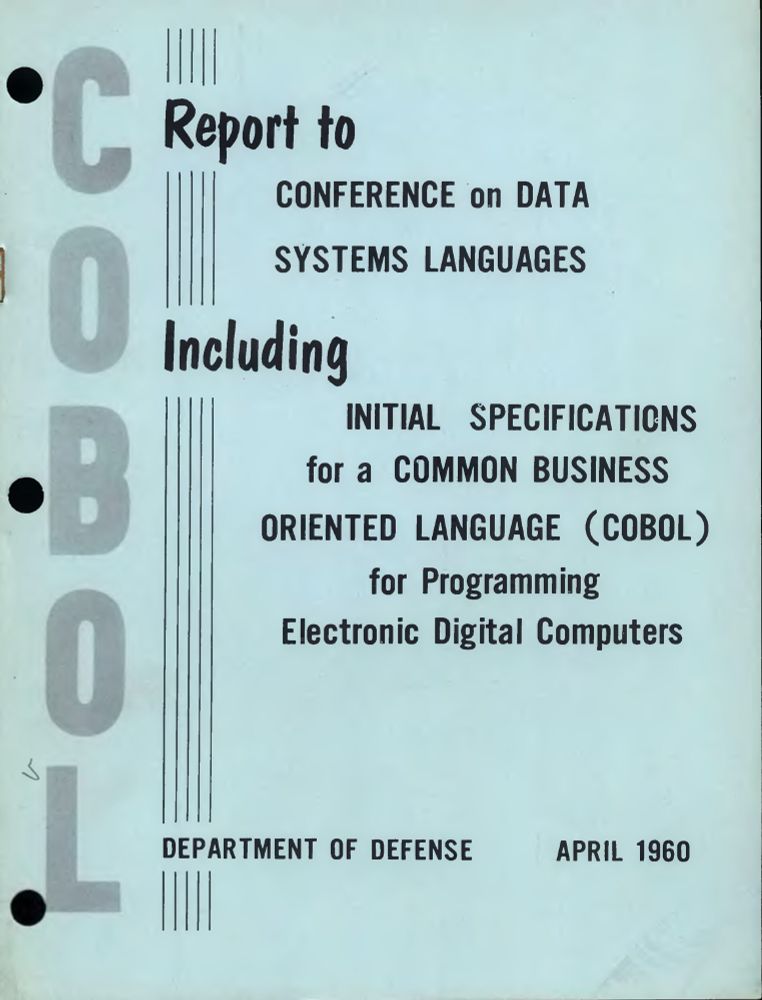 COBOL
Report to
CONFERENCE on DATA
SYSTEMS LANGUAGES
Including
INITIAL SPECIFICATIONS
for a COMMON BUSINESS
ORIENTED LANGUAGE (COBOL)
for Programming
Electronic Digital Computers
DEPARTMENT OF DEFENSE APRIL 1960